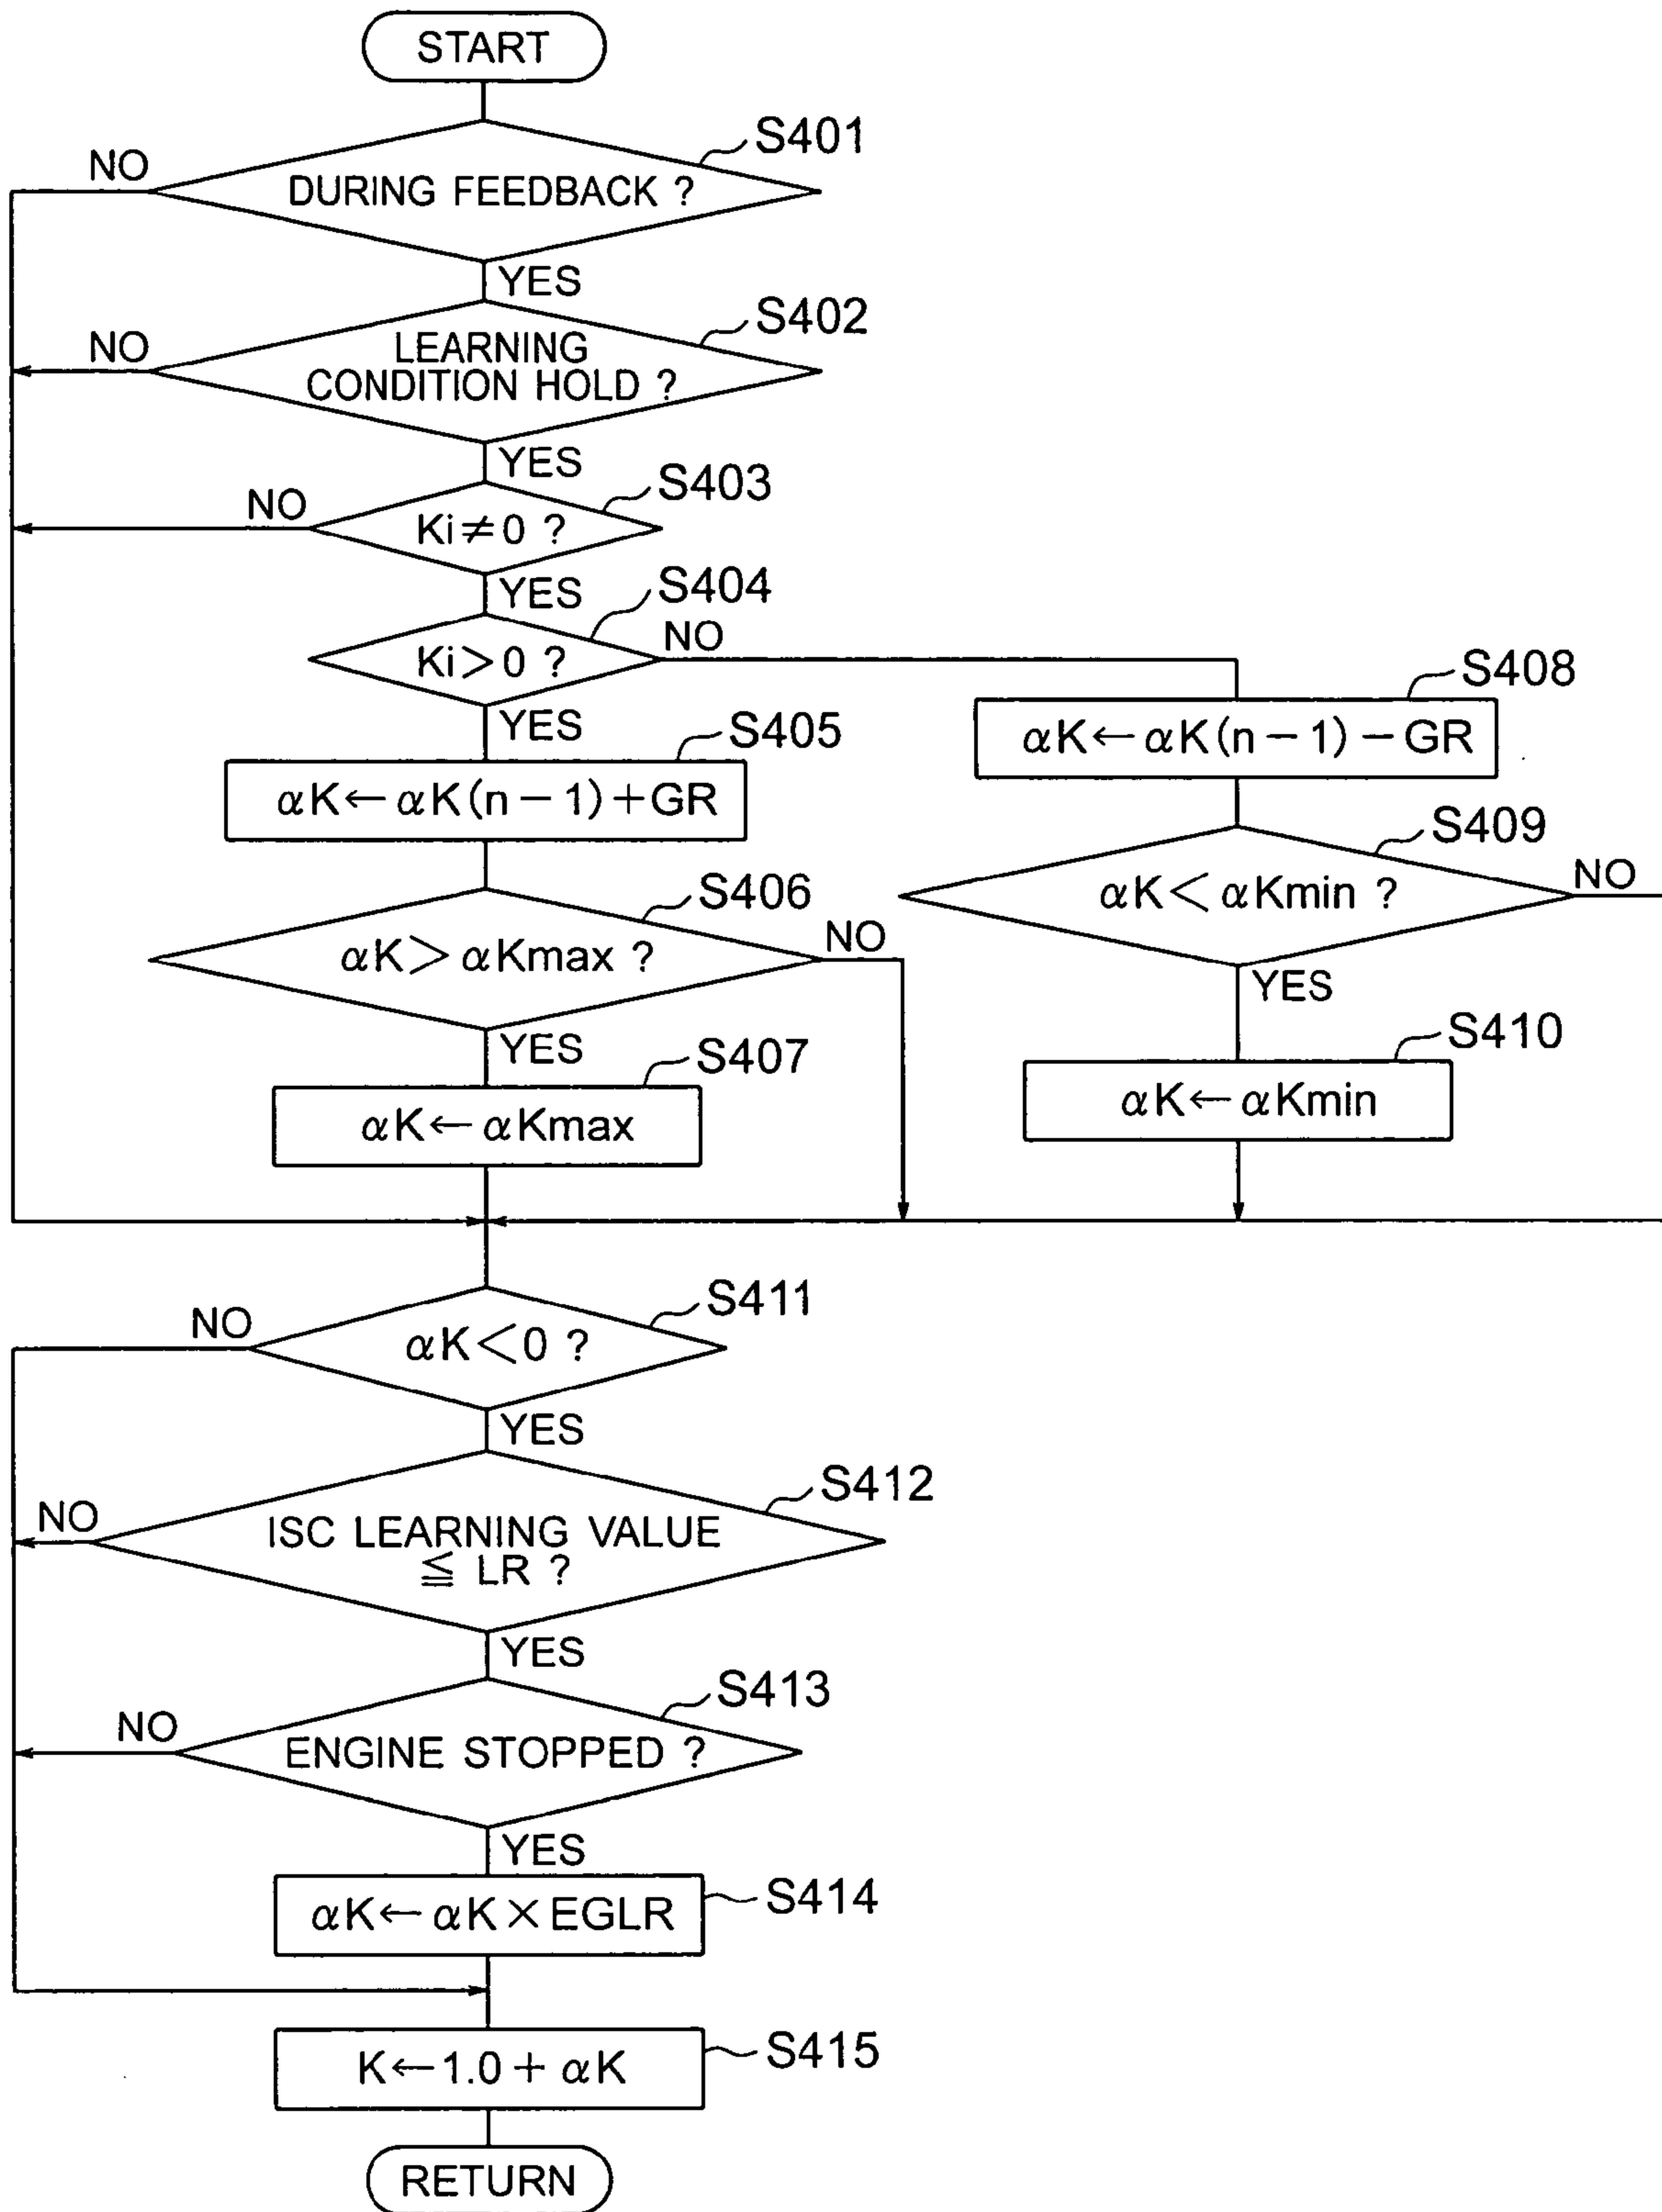 START
S401
NO
DURING FEEDBACK ?
YES
S402
NO
LEARNING
CONDITION HOLD ?
YES
S403
NO
Ki≠0 ?
YES
S404
NO
Ki>0 ?
YES
S405
αK←αK(n−1)+GR
S406
αK>αKmax ?
NO
YES
S407
αK←αKmax
S408
αK←αK(n−1)−GR
S409
αK<αKmin ?
NO
YES
S410
αK←αKmin
S411
NO
αK<0 ?
YES
S412
NO
ISC LEARNING VALUE
≦ LR ?
YES
S413
NO
ENGINE STOPPED ?
YES
αK←αK×EGLR
S414
K←1.0+αK
S415
RETURN